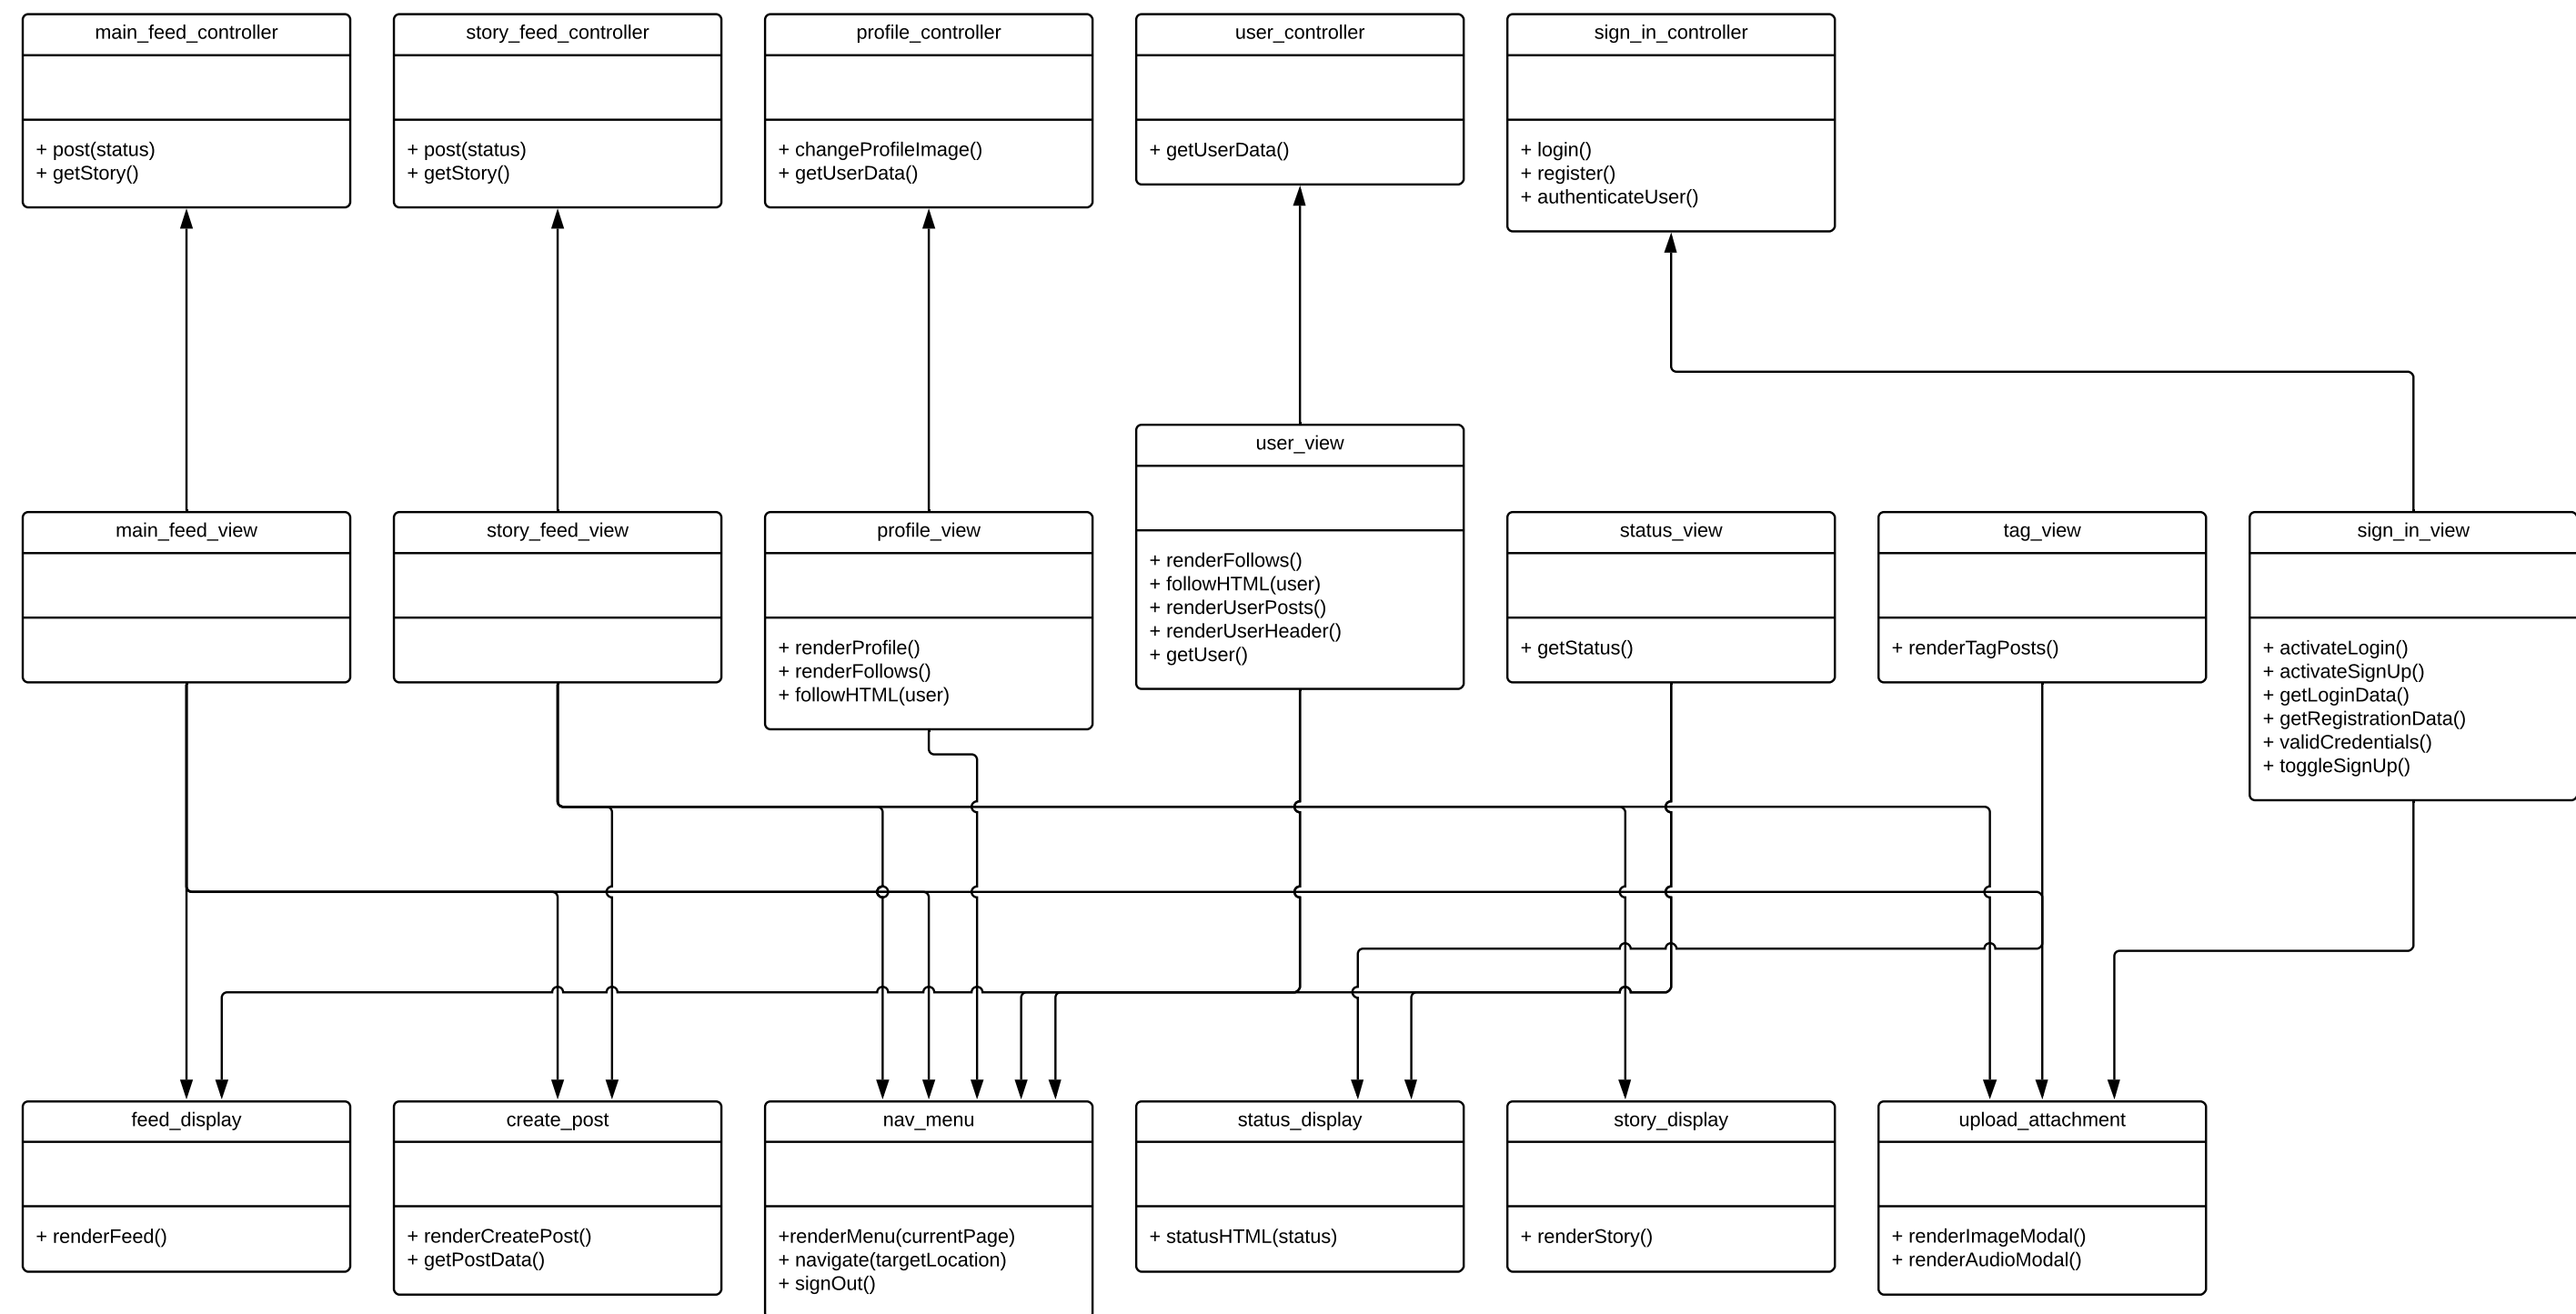 main_feed_controller
+ post(status)
+ getStory()
story_feed_controller
+ post(status)
+ getStory()
profile_controller
+ changeProfileImage()
+ getUserData()
user_controller
+ getUserData()
sign_in_controller
+ login()
+ register()
+ authenticateUser()
main_feed_view
story_feed_view
profile_view
+ renderProfile()
+ renderFollows()
+ followHTML(user)
user_view
+ renderFollows()
+ followHTML(user)
+ renderUserPosts()
+ renderUserHeader()
+ getUser()
status_view
+ getStatus()
tag_view
+ renderTagPosts()
sign_in_view
+ activateLogin()
+ activateSignUp()
+ getLoginData()
+ getRegistrationData()
+ validCredentials()
+ toggleSignUp()
feed_display
+ renderFeed()
create_post
+ renderCreatePost()
+ getPostData()
nav_menu
+renderMenu(currentPage)
+ navigate(targetLocation)
+ signOut()
status_display
+ statusHTML(status)
story_display
+ renderStory()
upload_attachment
+ renderImageModal()
+ renderAudioModal()